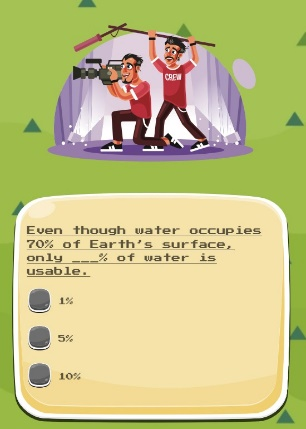 CREW
Even though water occupies
70% of Earth's surface,
only ___% of water is
usable.
1%
5%
10%